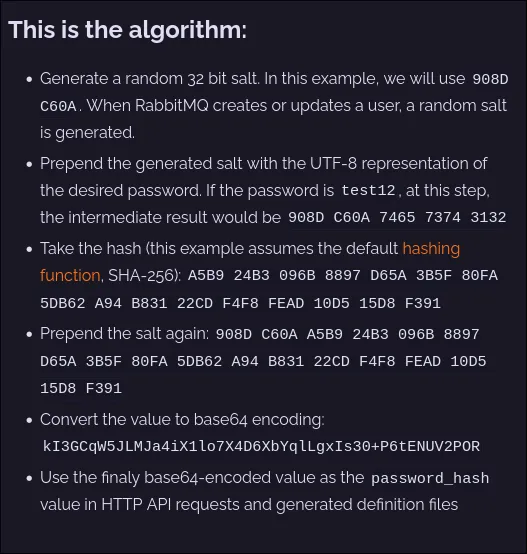 This is the algorithm:
Generate a random 32 bit salt. In this example, we will use 908D
C60A. When RabbitMQ creates or updates a user, a random salt
is generated.
Prepend the generated salt with the UTF-8 representation of
the desired password. If the password is test12, at this step,
the intermediate result would be 908D C60A 7465 7374 3132
Take the hash (this example assumes the default hashing
function, SHA-256): A5B9 24B3 096B 8897 D65A 3B5F 80FA
5DB62 A94 B831 22CD F4F8 FEAD 10D5 15D8 F391
Prepend the salt again: 908D C60A A5B9 24B3 096B 8897
D65A 3B5F 80FA 5DB62 A94 B831 22CD F4F8 FEAD 10D5
15D8 F391
Convert the value to base64 encoding:
kI3GCqW5JLMJa4iX1lo7X4D6XbYqlLgxIs30+P6tENUV2POR
Use the finaly base64-encoded value as the password_hash
value in HTTP API requests and generated definition files